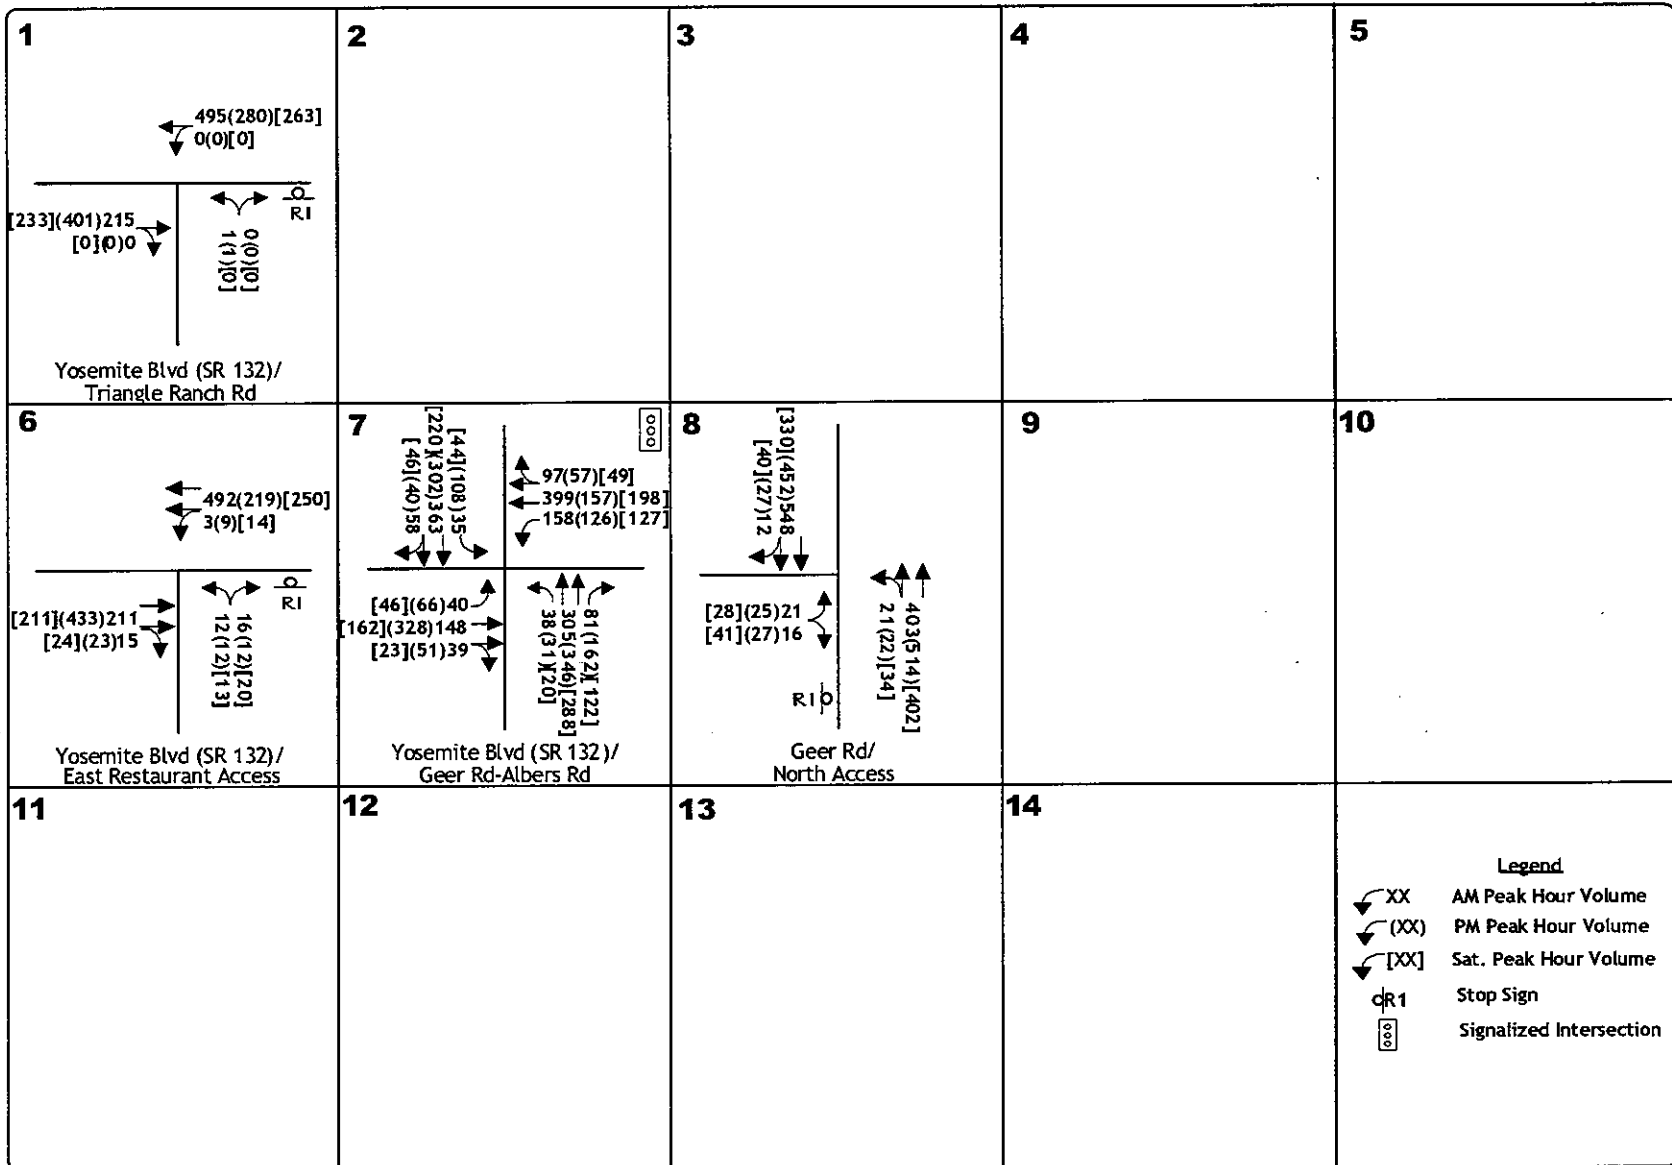 1
2
3
4
5
495(280)[263]
0(0)[0]
R1
[233](401)215
[0](0)0
0(0)[0]
1(1)[0]
Yosemite Blvd (SR 132)/
Triangle Ranch Rd
6
7
8
9
10
492(219)[250]
3(9)[14]
R1
[211](433)211
[24](23)15
16(12)[20]
12(12)[13]
Yosemite Blvd (SR 132)/
East Restaurant Access
[44](108)35
[220](302)363
[46](40)58
97(57)[49]
399(157)[198]
158(126)[127]
[46](66)40
[162](328)148
[23](51)39
81(162)[122]
305(346)[288]
38(31)[20]
Yosemite Blvd (SR 132)/
Geer Rd-Albers Rd
[330](452)548
[40](27)12
[28](25)21
[41](27)16
R1
403(514)[402]
21(22)[34]
Geer Rd/
North Access
11
12
13
14
Legend
XX AM Peak Hour Volume
(XX) PM Peak Hour Volume
[XX] Sat. Peak Hour Volume
R1 Stop Sign
Signalized Intersection